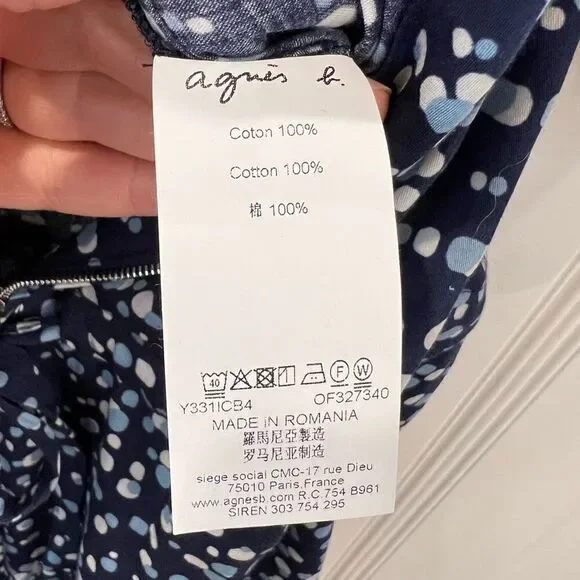 agnès b.
Coton 100%
Cotton 100%
棉 100%
40 F W
Y331ICB4 OF327340
MADE IN ROMANIA
羅馬尼亞製造
罗马尼亚制造
siege social CMC-17 rue Dieu
75010 Paris,France
www.agnesb.com R.C.754 B961
SIREN 303 754 295